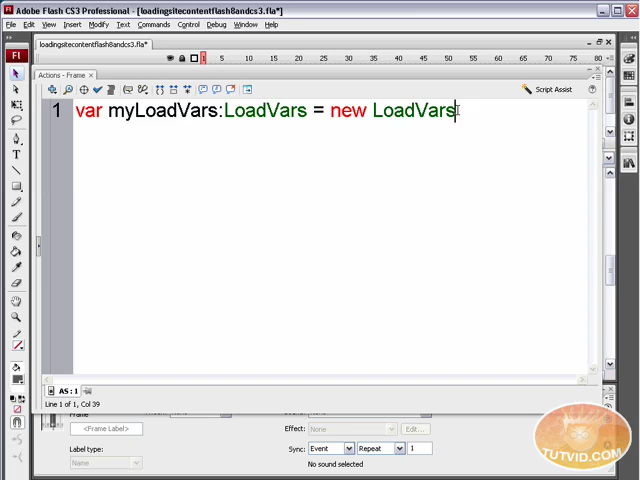 Adobe Flash CS3 Professional - [loadingsitecontentflash8andcs3.fla*]
File Edit View Insert Modify Text Commands Control Debug Window Help
Fl
loadingsitecontentflash8andcs3.fla*
1 5 10 15 20 25 30 35 40 45 50 55 60 65 70 75 80
Actions - Frame ×
Script Assist
1 var myLoadVars:LoadVars = new LoadVars
AS : 1
Line 1 of 1, Col 39
Frame
<Frame Label>
Effect: None Edit...
Label type:
Name
Sync: Event Repeat 1
No sound selected
TUTVID.COM